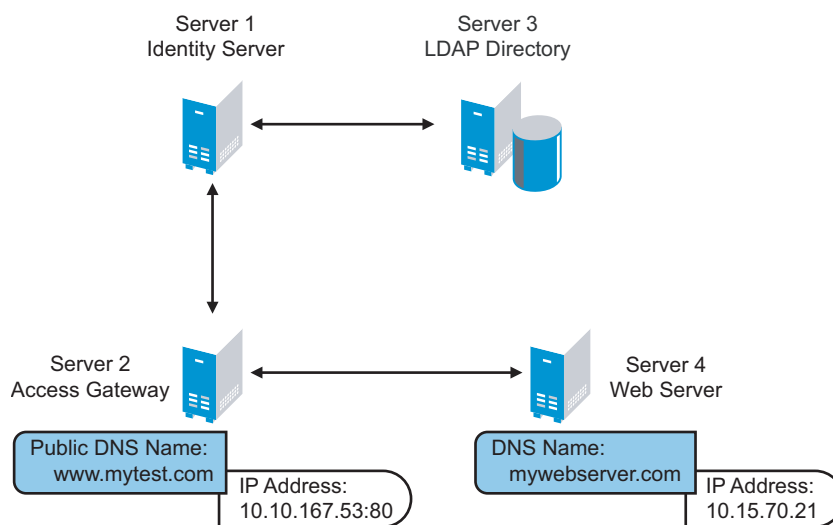 Server 1
Identity Server
Server 3
LDAP Directory
Server 2
Access Gateway
Server 4
Web Server
Public DNS Name:
www.mytest.com
IP Address:
10.10.167.53:80
DNS Name:
mywebserver.com
IP Address:
10.15.70.21